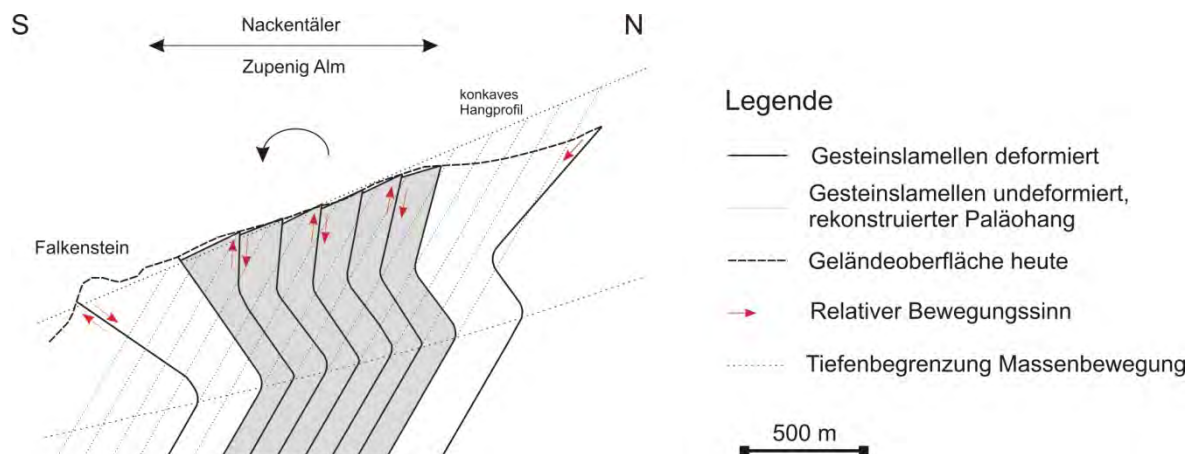 S
N
Nackentäler
Zupenig Alm
konkaves
Hangprofil
Falkenstein
Legende
Gesteinslamellen deformiert
Gesteinslamellen undeformiert,
rekonstruierter Paläohang
Geländeoberfläche heute
Relativer Bewegungssinn
Tiefenbegrenzung Massenbewegung
500 m